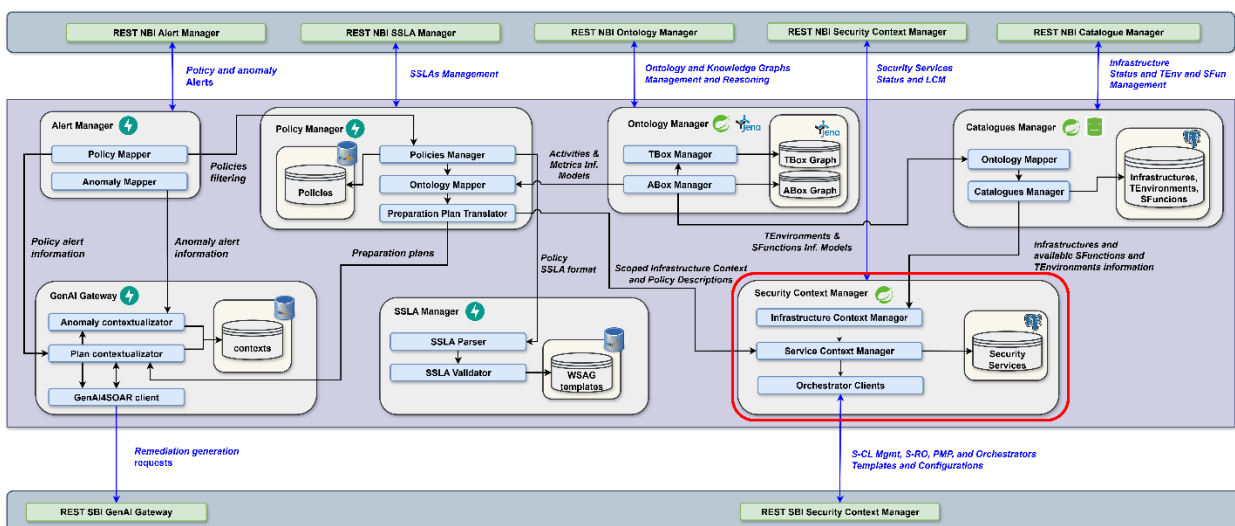 REST NBI Alert Manager
REST NBI SSLA Manager
REST NBI Ontology Manager
REST NBI Security Context Manager
REST NBI Catalogue Manager
Policy and anomaly
Alerts
SSLAs Management
Ontology and Knowledge Graphs
Management and Reasoning
Security Services
Status and LCM
Infrastructure
Status and TEnv and SFun
Management
Alert Manager
Policy Mapper
Anomaly Mapper
Policies
filtering
Policy Manager
Policies
Policies Manager
Ontology Mapper
Preparation Plan Translator
Activities &
Metrics Inf.
Models
Ontology Manager
Jena
TBox Manager
ABox Manager
Jena
TBox Graph
ABox Graph
Catalogues Manager
Ontology Mapper
Catalogues Manager
Infrastructures,
TEnvironments,
SFuncions
Policy alert
information
Anomaly alert
information
Preparation plans
Policy
SSLA format
TEnvironments &
SFunctions Inf. Models
Scoped Infrastructure Context
and Policy Descriptions
Infrastructures and
available SFunctions and
TEnvironments information
GenAI Gateway
Anomaly contextualizator
Plan contextualizator
GenAI4SOAR client
contexts
SSLA Manager
SSLA Parser
SSLA Validator
WSAG
templates
Security Context Manager
Infrastructure Context Manager
Service Context Manager
Orchestrator Clients
Security
Services
Remediation generation
requests
S-CL Mgmt, S-RO, PMP, and Orchestrators
Templates and Configurations
REST SBI GenAI Gateway
REST SBI Security Context Manager